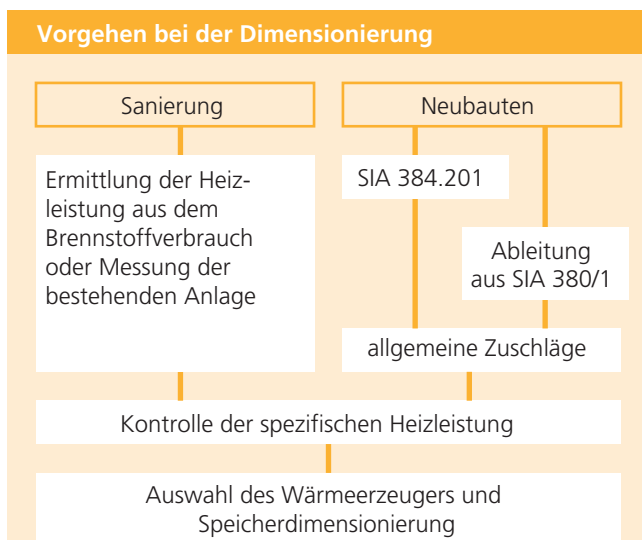 Vorgehen bei der Dimensionierung
Sanierung
Ermittlung der Heiz-
leistung aus dem
Brennstoffverbrauch
oder Messung der
bestehenden Anlage
Neubauten
SIA 384.201
Ableitung
aus SIA 380/1
allgemeine Zuschläge
Kontrolle der spezifischen Heizleistung
Auswahl des Wärmeerzeugers und
Speicherdimensionierung